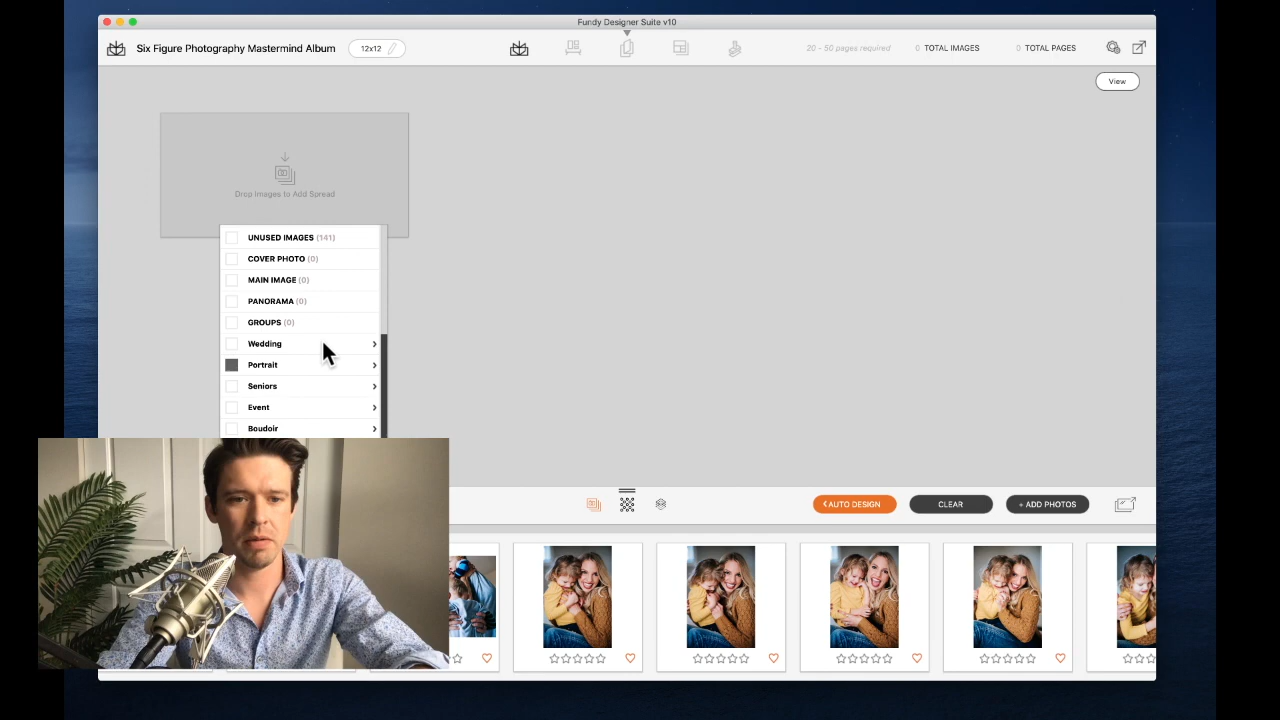 Fundy Designer Suite v10
Six Figure Photography Mastermind Album
12x12
20 - 50 pages required
0 TOTAL IMAGES
0 TOTAL PAGES
View
Drop Images to Add Spread
UNUSED IMAGES (141)
COVER PHOTO (0)
MAIN IMAGE (0)
PANORAMA (0)
GROUPS (0)
Wedding
Portrait
Seniors
Event
Boudoir
AUTO DESIGN
CLEAR
+ ADD PHOTOS